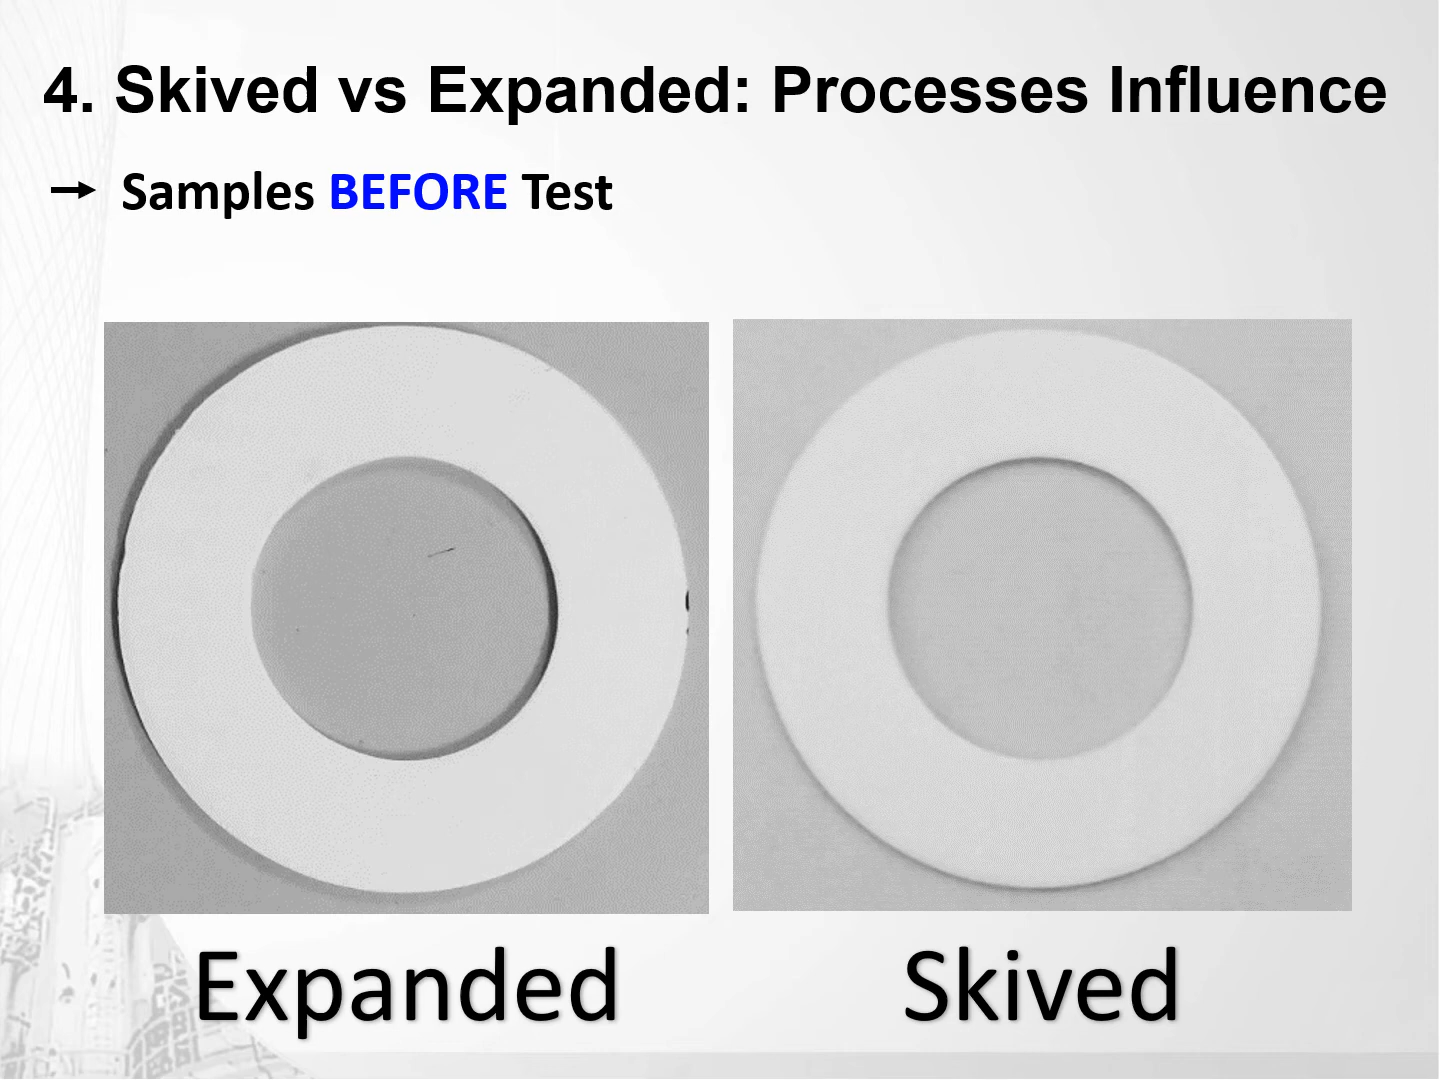 4. Skived vs Expanded: Processes Influence
→ Samples BEFORE Test
Expanded
Skived